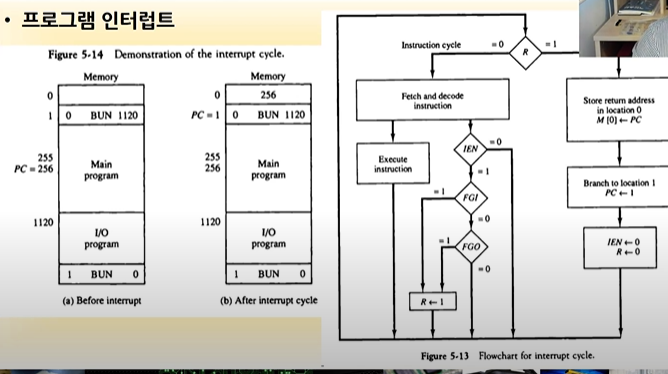 • 프로그램 인터럽트
Figure 5-14 Demonstration of the interrupt cycle.
Memory
0
1 0 BUN 1120
255
PC = 256
Main
program
1120
I/O
program
1 BUN 0
(a) Before interrupt
Memory
0 256
PC = 1 0 BUN 1120
255
256
Main
program
1120
I/O
program
1 BUN 0
(b) After interrupt cycle
Instruction cycle
=0
R
=1
Fetch and decode
instruction
Store return address
in location 0
M [0] ← PC
Execute
instruction
IEN
=0
=1
Branch to location 1
PC ← 1
=1
FGI
=0
IEN ← 0
R ← 0
=1
FGO
=0
R ← 1
Figure 5-13 Flowchart for interrupt cycle.